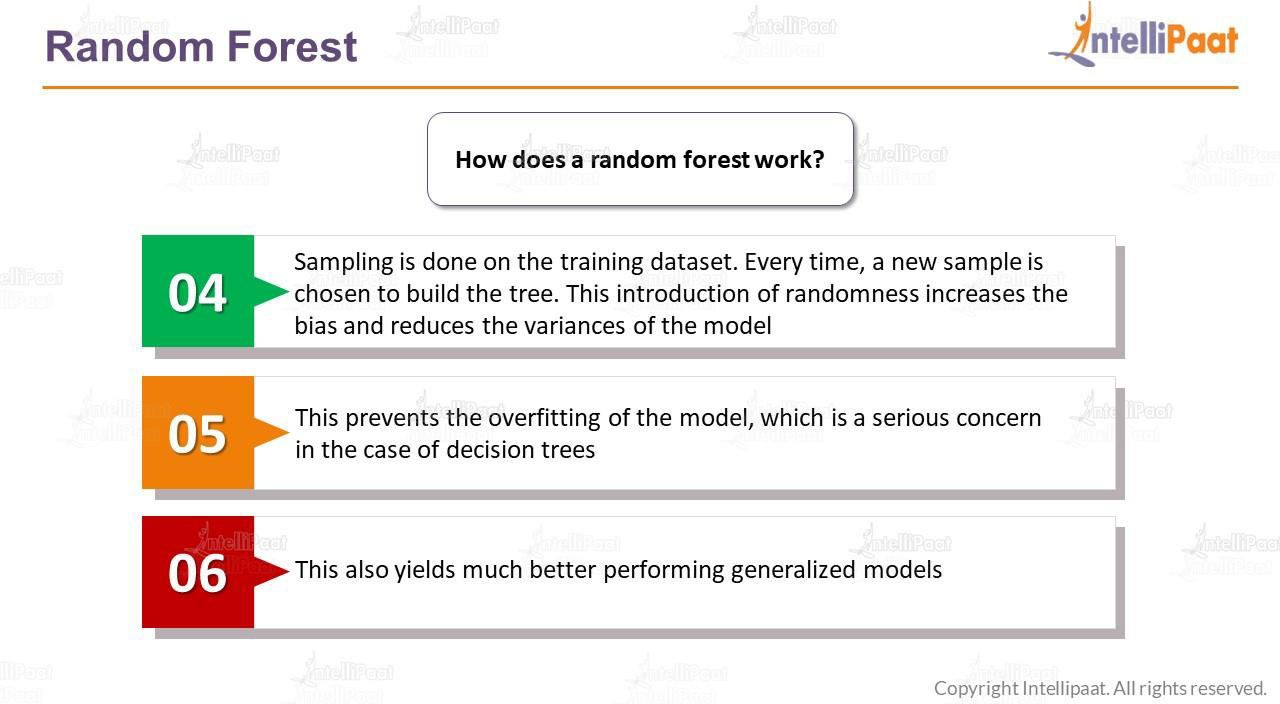 Random Forest
IntelliPaat
How does a random forest work?
04
Sampling is done on the training dataset. Every time, a new sample is
chosen to build the tree. This introduction of randomness increases the
bias and reduces the variances of the model
05
This prevents the overfitting of the model, which is a serious concern
in the case of decision trees
06
This also yields much better performing generalized models
Copyright Intellipaat. All rights reserved.